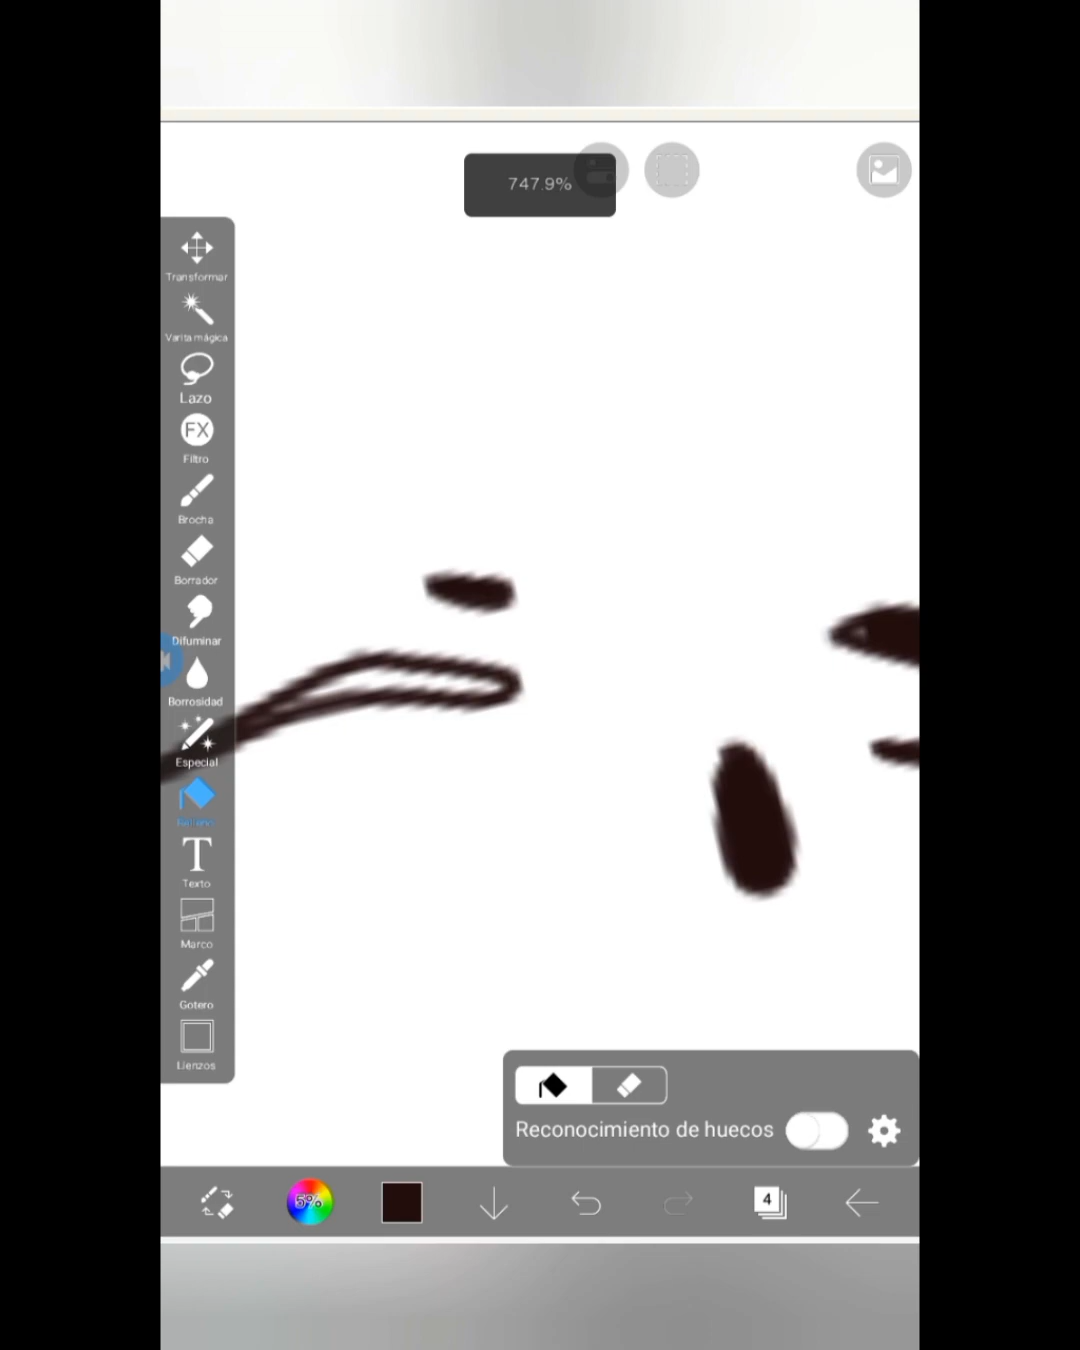 747.9%
Transformar
Varita mágica
Lazo
FX
Filtro
Brocha
Borrador
Difuminar
Borrosidad
Especial
Relleno
T
Texto
Marco
Gotero
Lienzos
Reconocimiento de huecos
5%
4